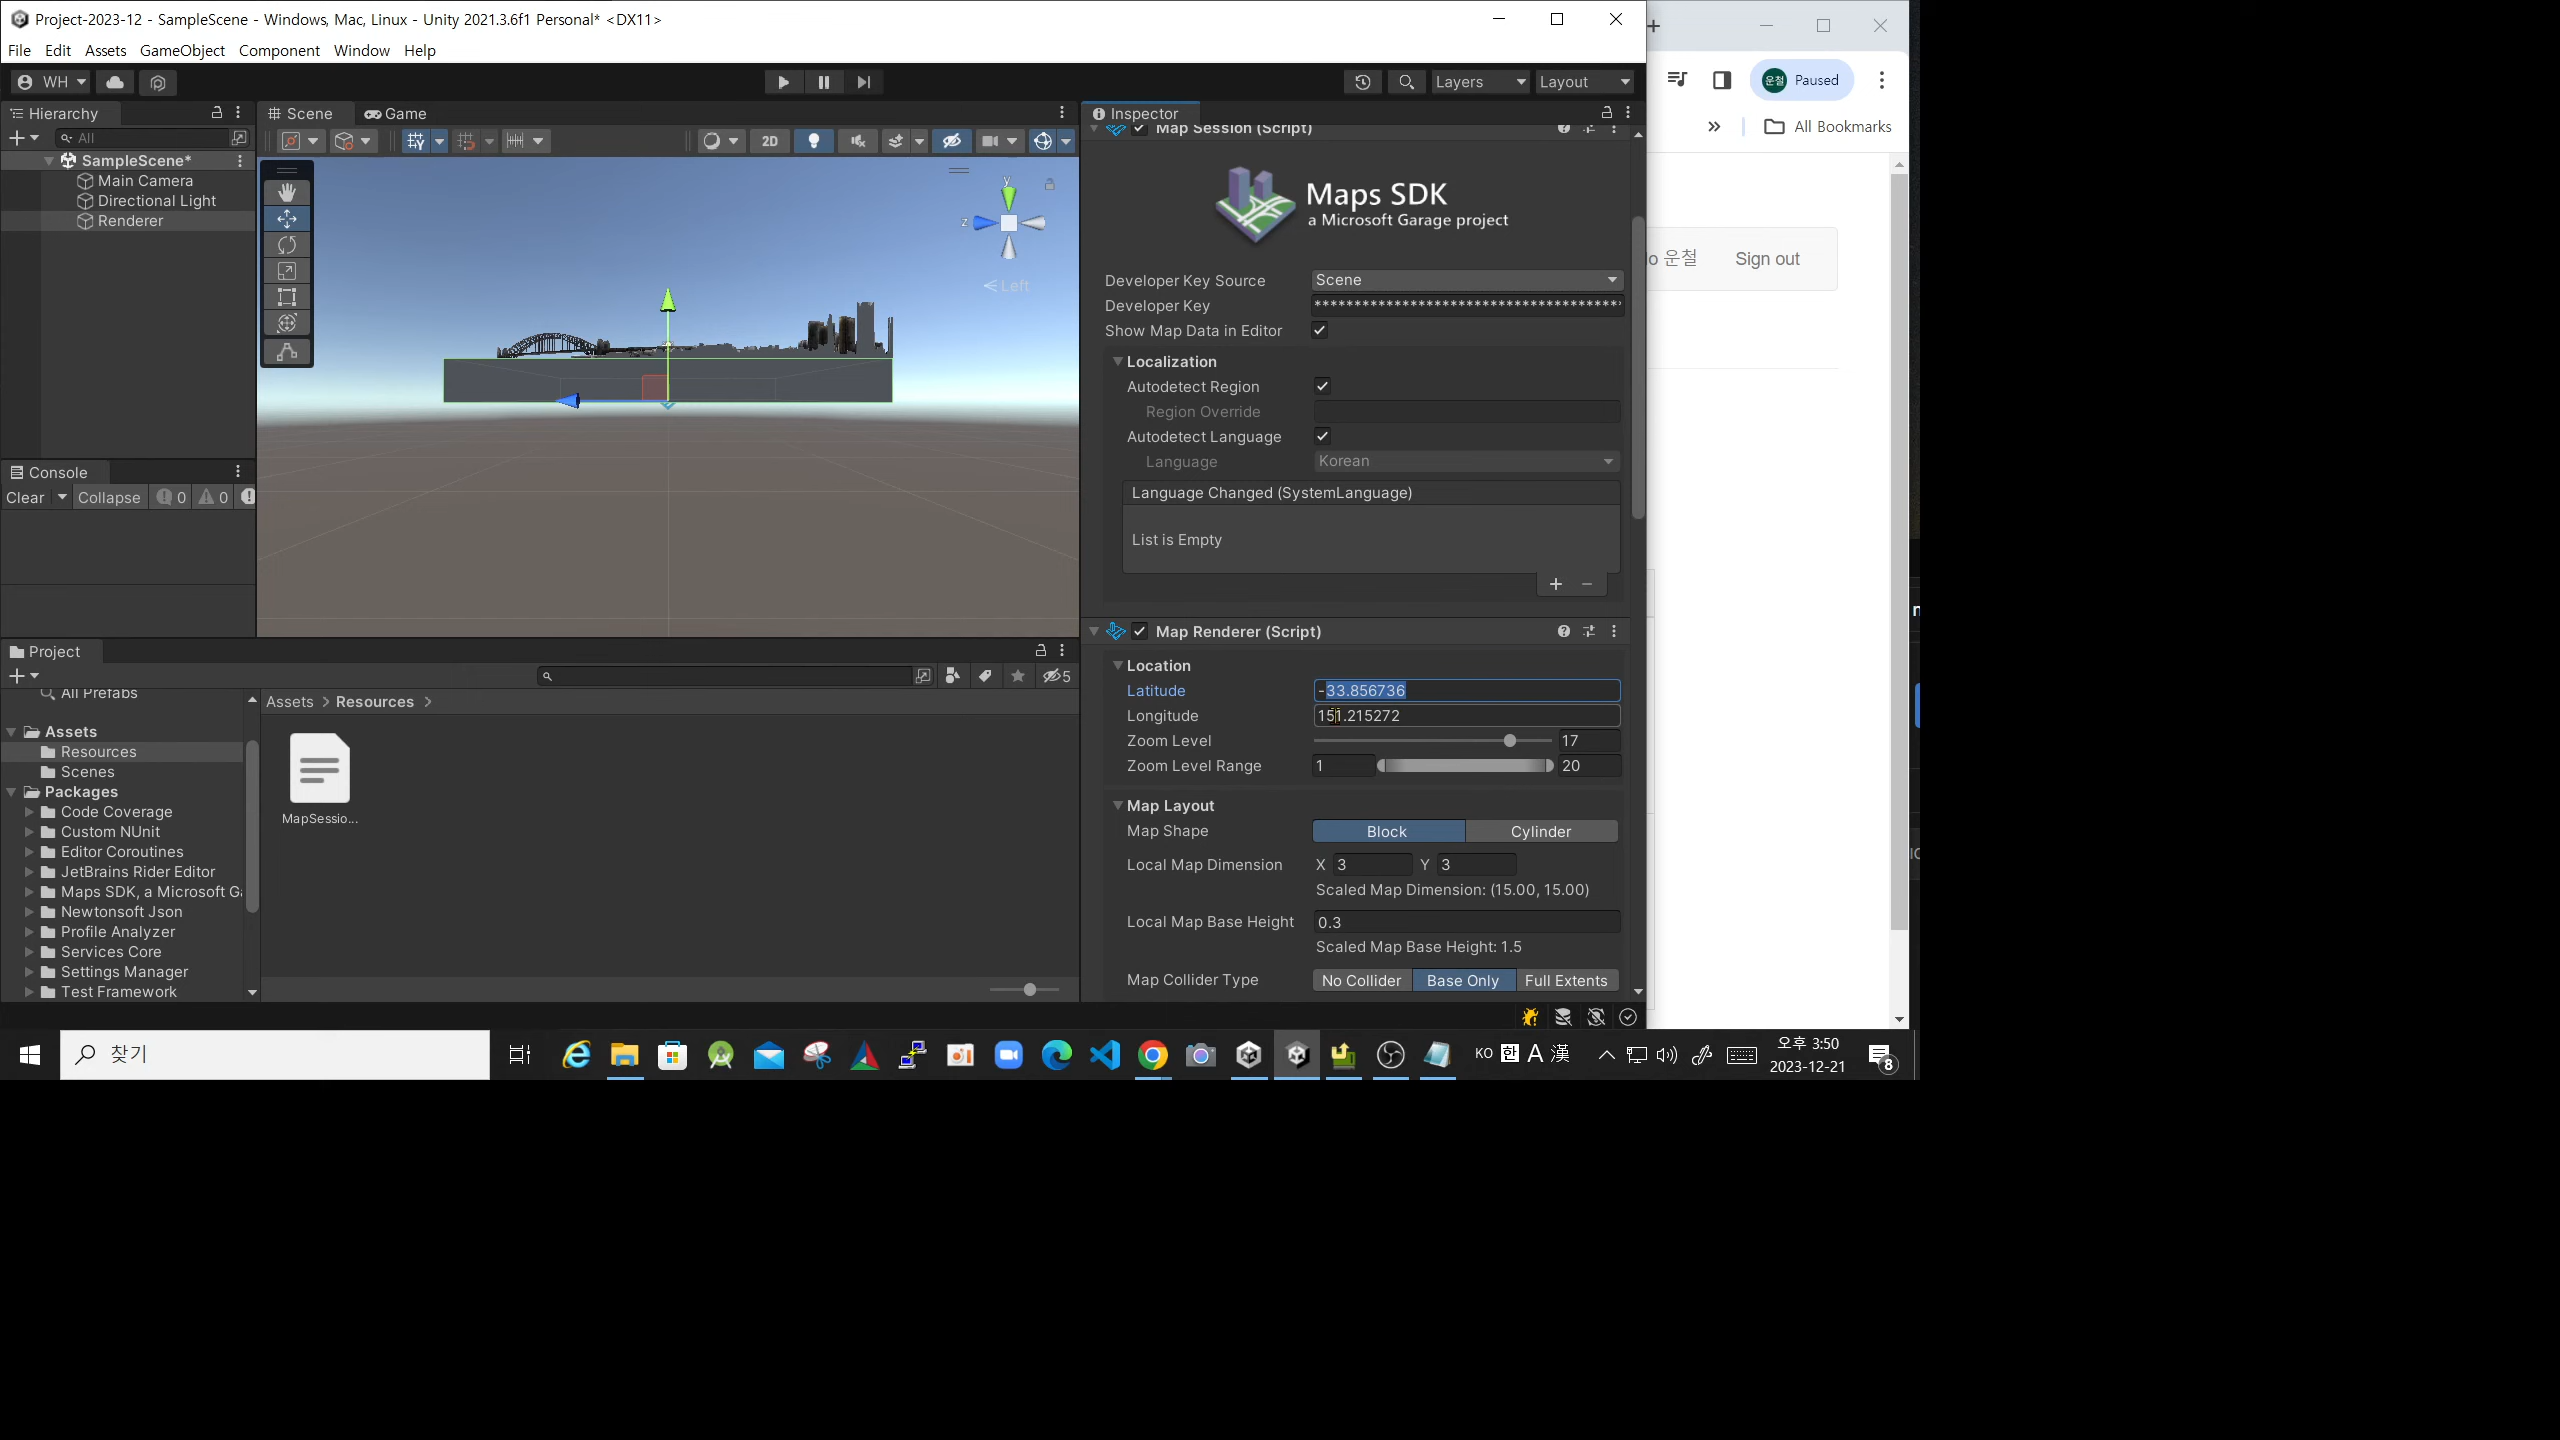 Project-2023-12 - SampleScene - Windows, Mac, Linux - Unity 2021.3.6f1 Personal* <DX11>
File Edit Assets GameObject Component Window Help
WH Layers Layout
Paused
All Bookmarks
Hierarchy
All
SampleScene*
Main Camera
Directional Light
Renderer
Scene Game
2D
y
z
Left
Console
Clear Collapse 0 0
Inspector
Map Session (Script)
Maps SDK
a Microsoft Garage project
Developer Key Source Scene
Developer Key **************************************
Show Map Data in Editor
Localization
Autodetect Region
Region Override
Autodetect Language
Language Korean
Language Changed (SystemLanguage)
List is Empty
Map Renderer (Script)
Location
Latitude -33.856736
Longitude 151.215272
Zoom Level 17
Zoom Level Range 1 20
Map Layout
Map Shape Block Cylinder
Local Map Dimension X 3 Y 3
Scaled Map Dimension: (15.00, 15.00)
Local Map Base Height 0.3
Scaled Map Base Height: 1.5
Map Collider Type No Collider Base Only Full Extents
운철 Sign out
Project
5
All Prefabs
Assets
Resources
Scenes
Packages
Code Coverage
Custom NUnit
Editor Coroutines
JetBrains Rider Editor
Maps SDK, a Microsoft Ga
Newtonsoft Json
Profile Analyzer
Services Core
Settings Manager
Test Framework
Assets > Resources >
MapSessio...
찾기
KO 한 A 漢
오후 3:50
2023-12-21
8